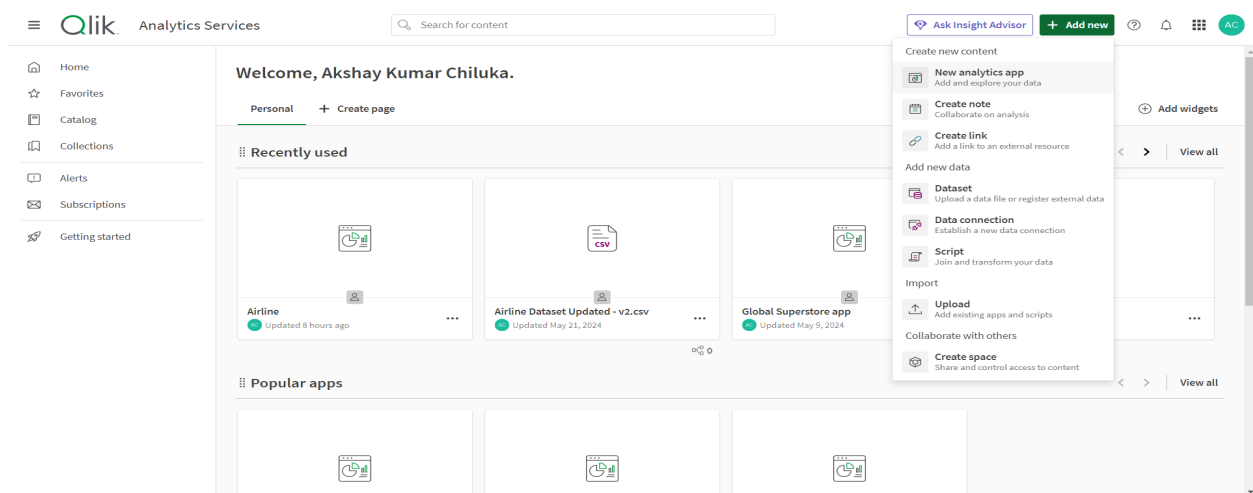 Qlik Analytics Services
Search for content
Ask Insight Advisor
+ Add new
AC
Home
Favorites
Catalog
Collections
Alerts
Subscriptions
Getting started
Welcome, Akshay Kumar Chiluka.
Personal
+ Create page
Add widgets
Create new content
New analytics app
Add and explore your data
Create note
Collaborate on analysis
Create link
Add a link to an external resource
Add new data
Dataset
Upload a data file or register external data
Data connection
Establish a new data connection
Script
Join and transform your data
Import
Upload
Add existing apps and scripts
Collaborate with others
Create space
Share and control access to content
Recently used
< > View all
Airline
AC Updated 8 hours ago
CSV
Airline Dataset Updated - v2.csv
AC Updated May 21, 2024
0
Global Superstore app
AC Updated May 9, 2024
Popular apps
< > View all